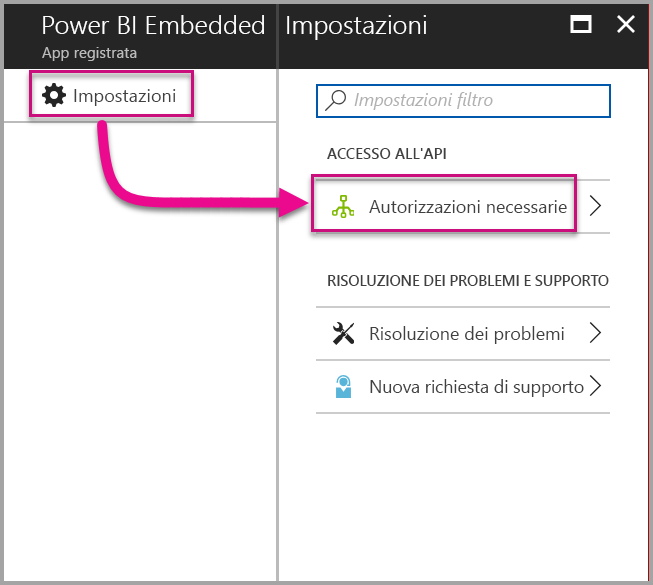 Power BI Embedded
App registrata
Impostazioni
Impostazioni
Impostazioni filtro
ACCESSO ALL'API
Autorizzazioni necessarie
RISOLUZIONE DEI PROBLEMI E SUPPORTO
Risoluzione dei problemi
Nuova richiesta di supporto